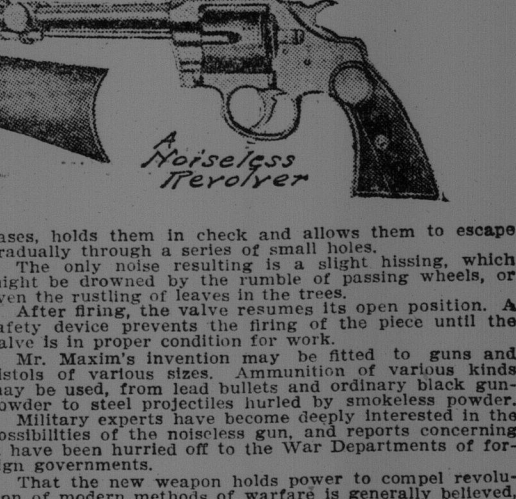 A
Noiseless
Revolver
ases, holds them in check and allows them to escape
radually through a series of small holes.
The only noise resulting is a slight hissing, which
ight be drowned by the rumble of passing wheels, or
ven the rustling of leaves in the trees.
After firing, the valve resumes its open position. A
afety device prevents the firing of the piece until the
alve is in proper condition for work.
Mr. Maxim's invention may be fitted to guns and
istols of various sizes. Ammunition of various kinds
ay be used, from lead bullets and ordinary black gun-
owder to steel projectiles hurled by smokeless powder.
Military experts have become deeply interested in the
ossibilities of the noiseless gun, and reports concerning
have been hurried off to the War Departments of for-
ign governments.
That the new weapon holds power to compel revolu-
on of modern methods of warfare is generally believed